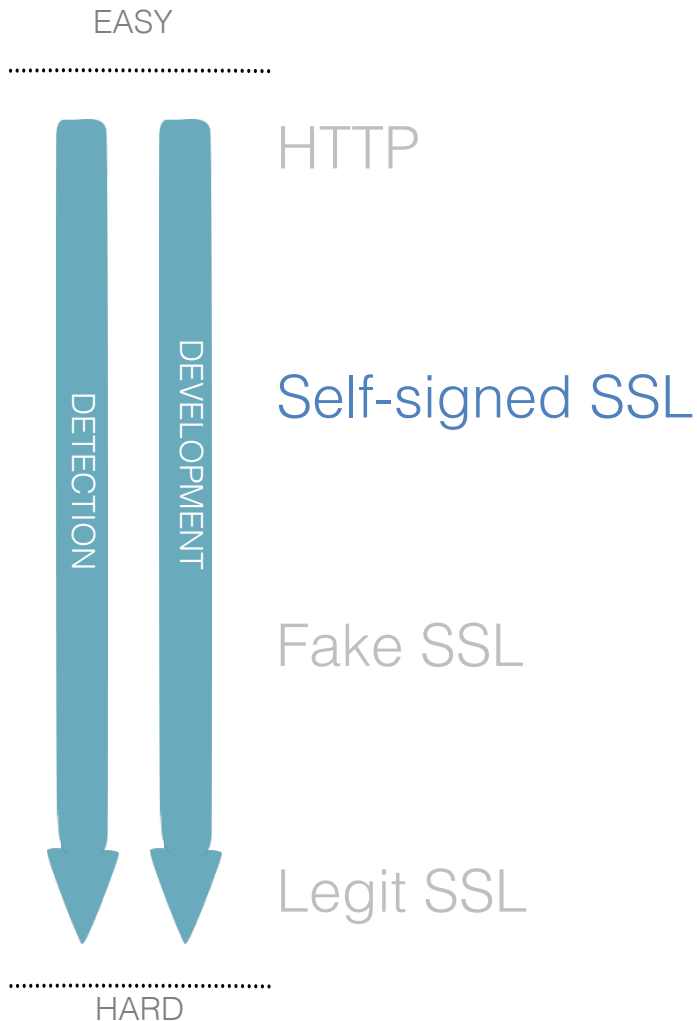 EASY
HTTP
Self-signed SSL
DETECTION
DEVELOPMENT
Fake SSL
Legit SSL
HARD